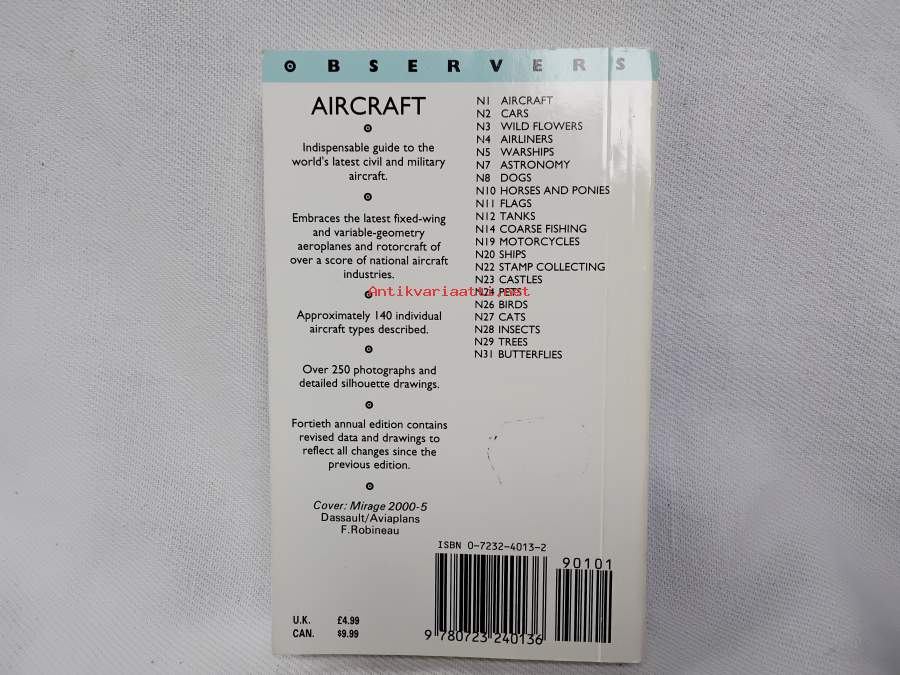 OBSERVERS
AIRCRAFT
Indispensable guide to the
world's latest civil and military
aircraft.
Embraces the latest fixed-wing
and variable-geometry
aeroplanes and rotorcraft of
over a score of national aircraft
industries.
Approximately 140 individual
aircraft types described.
Over 250 photographs and
detailed silhouette drawings.
Fortieth annual edition contains
revised data and drawings to
reflect all changes since the
previous edition.
Cover: Mirage 2000-5
Dassault/Aviaplans
F.Robineau
U.K. £4.99
CAN. $9.99
N1 AIRCRAFT
N2 CARS
N3 WILD FLOWERS
N4 AIRLINERS
N5 WARSHIPS
N7 ASTRONOMY
N8 DOGS
N10 HORSES AND PONIES
N11 FLAGS
N12 TANKS
N14 COARSE FISHING
N19 MOTORCYCLES
N20 SHIPS
N22 STAMP COLLECTING
N23 CASTLES
N24 PETS
N26 BIRDS
N27 CATS
N28 INSECTS
N29 TREES
N31 BUTTERFLIES
Antikvariaatti.net
ISBN 0-7232-4013-2
90101
9 780723 240136